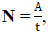 N = A/t,